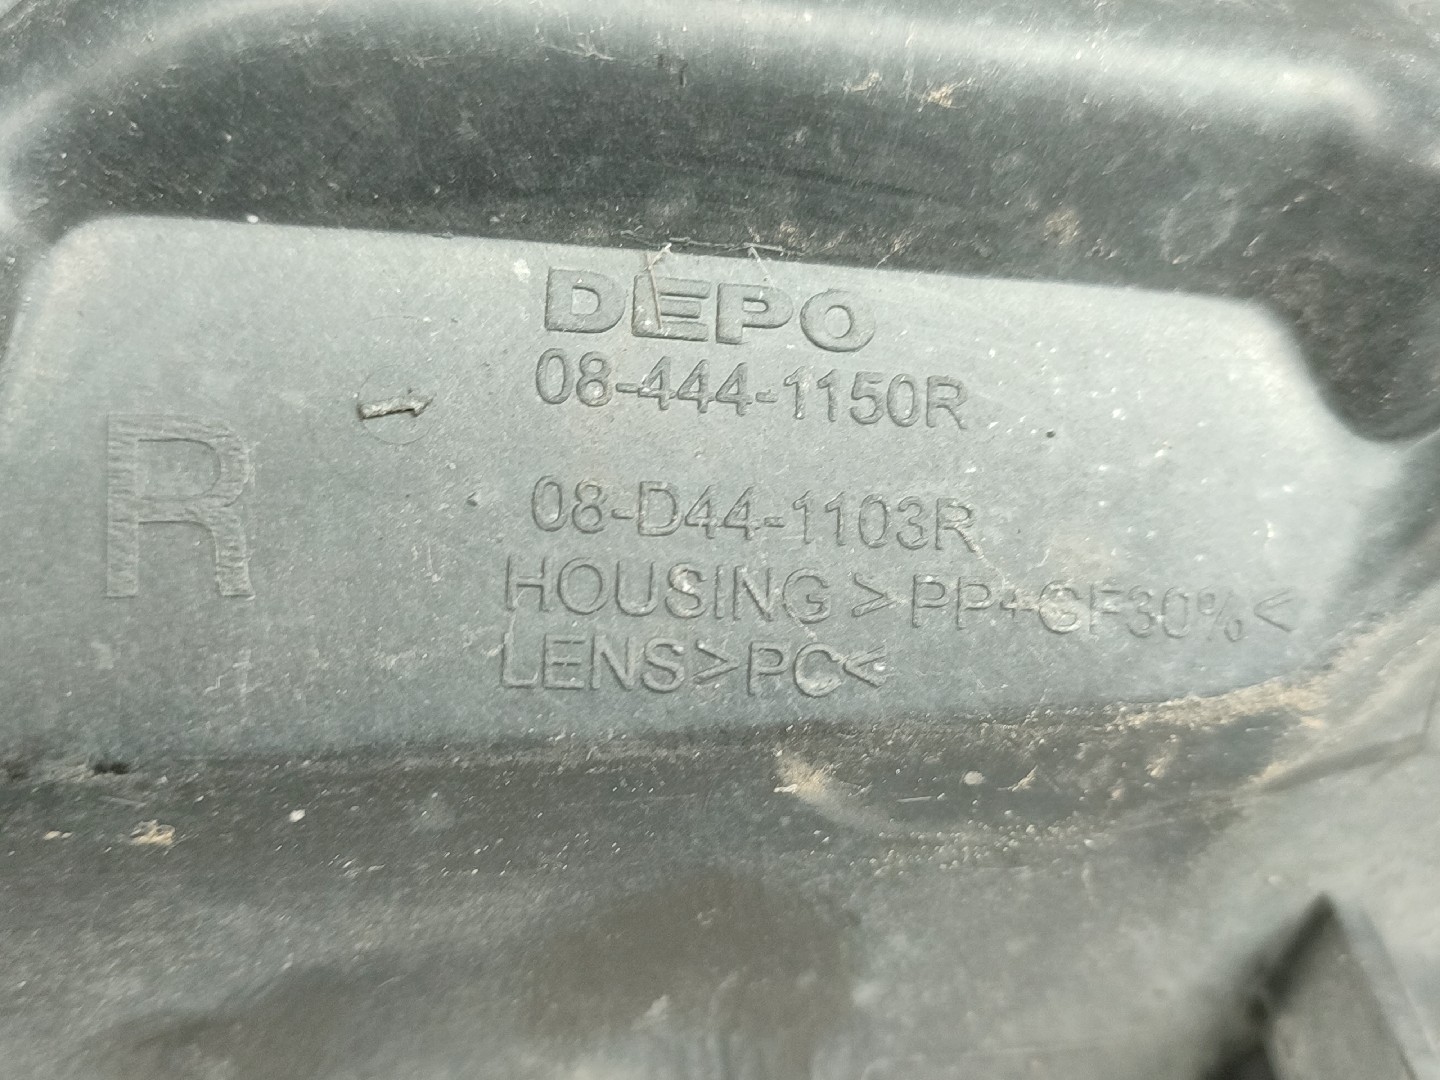 DEPO
08-444-1150R
R
08-D44-1103R
HOUSING >PP+GF30%<
LENS>PC<